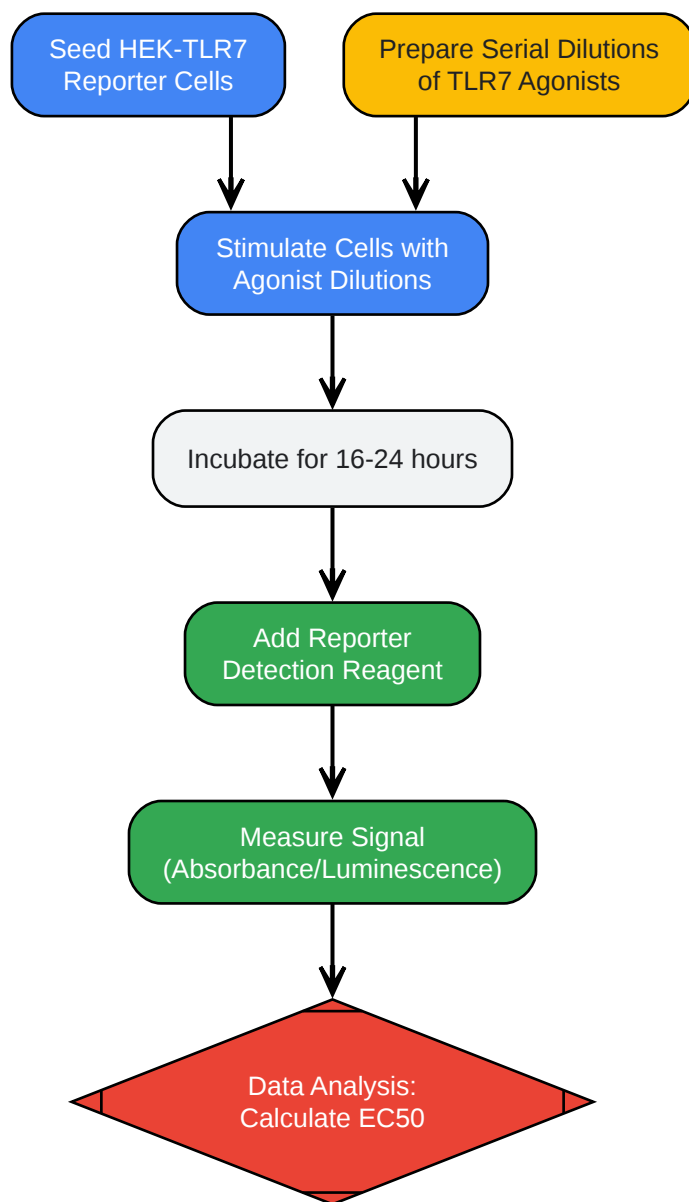 Seed HEK-TLR7
Reporter Cells
Prepare Serial Dilutions
of TLR7 Agonists
Stimulate Cells with
Agonist Dilutions
Incubate for 16-24 hours
Add Reporter
Detection Reagent
Measure Signal
(Absorbance/Luminescence)
Data Analysis:
Calculate EC50